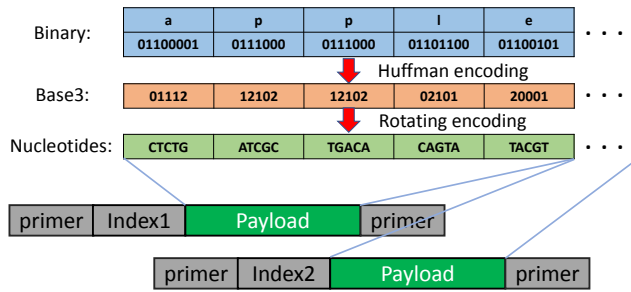 a p p l e
Binary: 01100001 0111000 0111000 01101100 01100101 . . .
Huffman encoding
Base3: 01112 12102 12102 02101 20001 . . .
Rotating encoding
Nucleotides: CTCTG ATCGC TGACA CAGTA TACGT . . .
primer Index1 Payload primer
primer Index2 Payload primer